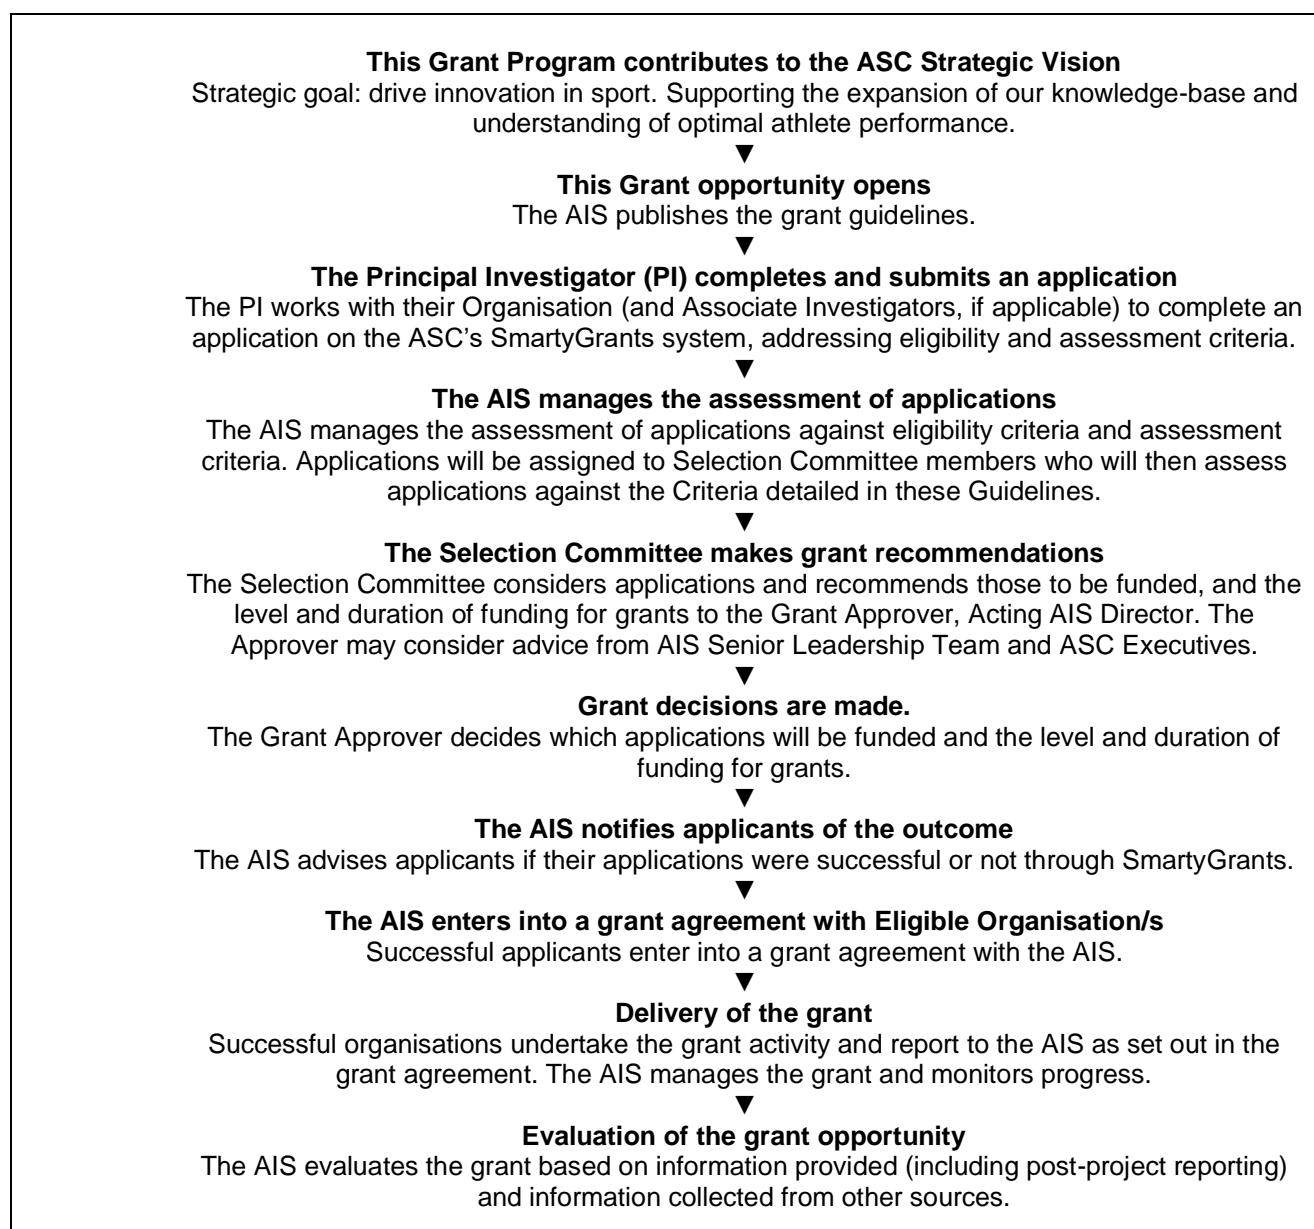 This Grant Program contributes to the ASC Strategic Vision
Strategic goal: drive innovation in sport. Supporting the expansion of our knowledge-base and
understanding of optimal athlete performance.
▼
This Grant opportunity opens
The AIS publishes the grant guidelines.
▼
The Principal Investigator (PI) completes and submits an application
The PI works with their Organisation (and Associate Investigators, if applicable) to complete an
application on the ASC’s SmartyGrants system, addressing eligibility and assessment criteria.
▼
The AIS manages the assessment of applications
The AIS manages the assessment of applications against eligibility criteria and assessment
criteria. Applications will be assigned to Selection Committee members who will then assess
applications against the Criteria detailed in these Guidelines.
▼
The Selection Committee makes grant recommendations
The Selection Committee considers applications and recommends those to be funded, and the
level and duration of funding for grants to the Grant Approver, Acting AIS Director. The
Approver may consider advice from AIS Senior Leadership Team and ASC Executives.
▼
Grant decisions are made.
The Grant Approver decides which applications will be funded and the level and duration of
funding for grants.
▼
The AIS notifies applicants of the outcome
The AIS advises applicants if their applications were successful or not through SmartyGrants.
▼
The AIS enters into a grant agreement with Eligible Organisation/s
Successful applicants enter into a grant agreement with the AIS.
▼
Delivery of the grant
Successful organisations undertake the grant activity and report to the AIS as set out in the
grant agreement. The AIS manages the grant and monitors progress.
▼
Evaluation of the grant opportunity
The AIS evaluates the grant based on information provided (including post-project reporting)
and information collected from other sources.